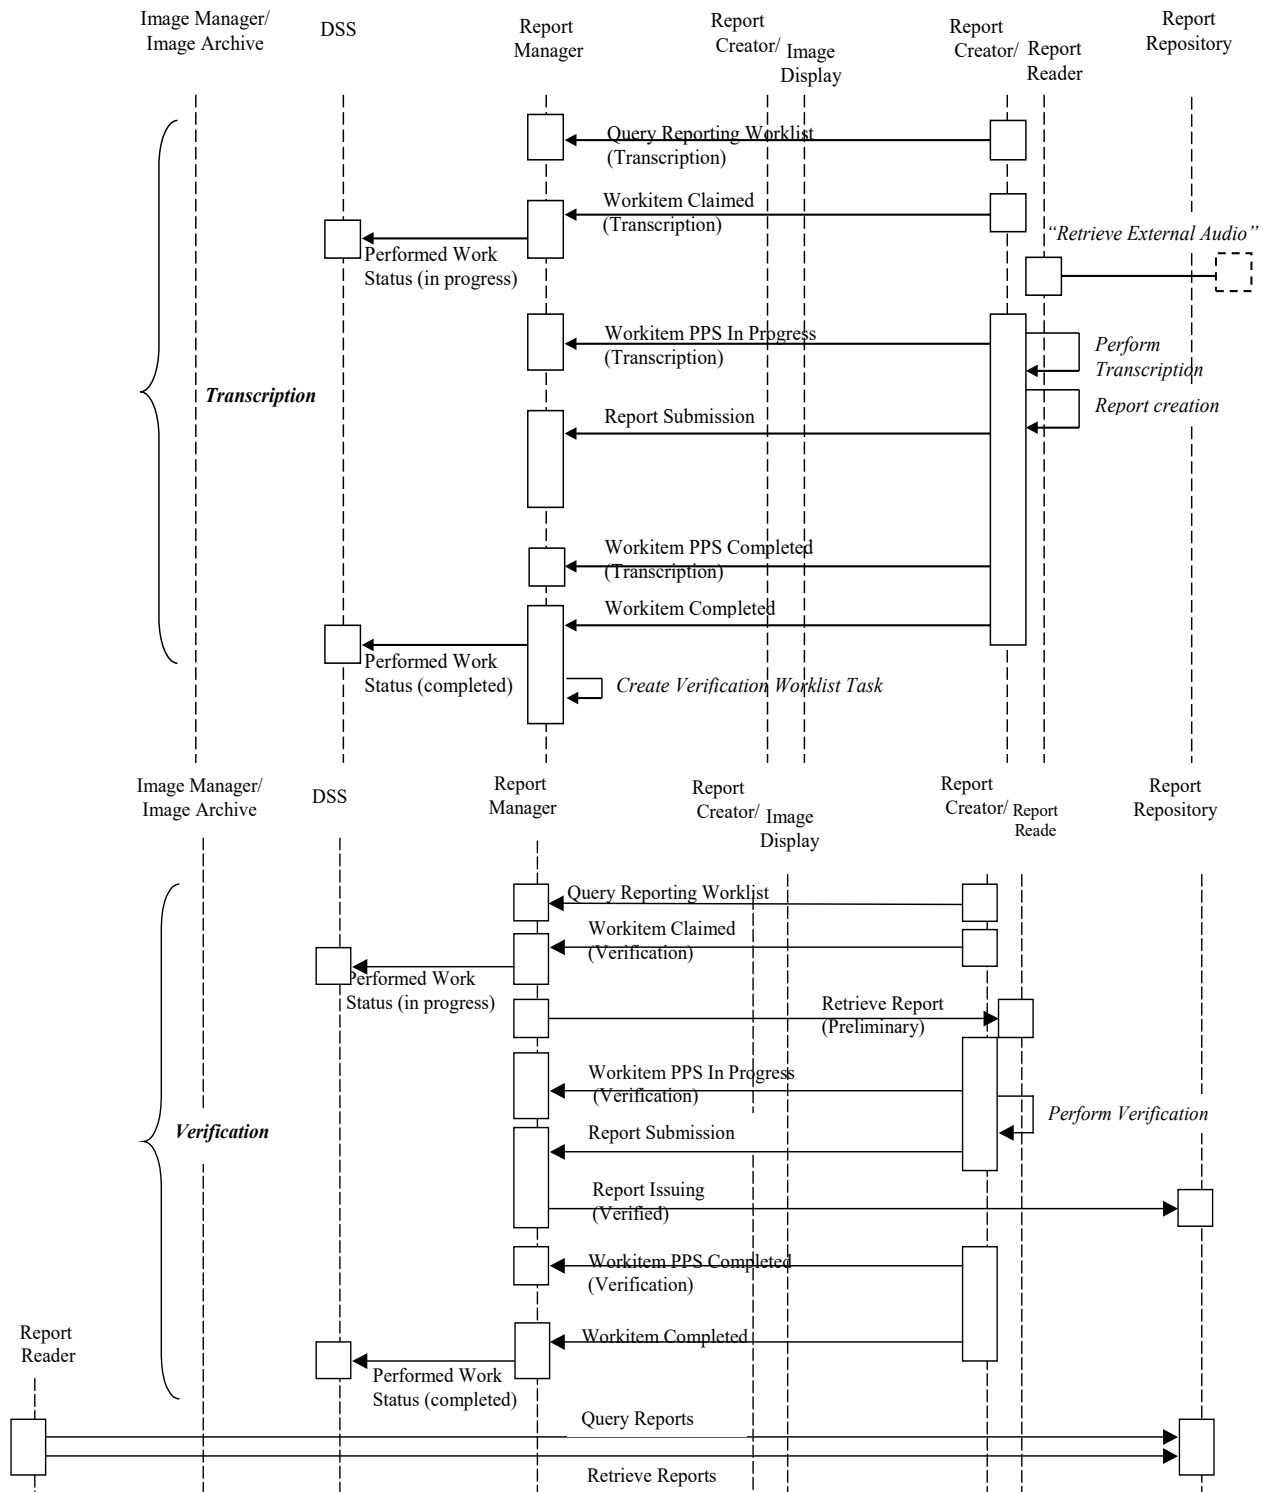 Image Manager/
Image Archive
DSS
Report
Manager
Report
Creator/
Image
Display
Report
Creator/
Report
Reader
Report
Repository
Query Reporting Worklist
(Transcription)
Workitem Claimed
(Transcription)
Performed Work
Status (in progress)
“Retrieve External Audio”
Workitem PPS In Progress
(Transcription)
Perform
Transcription
Transcription
Report creation
Report Submission
Workitem PPS Completed
(Transcription)
Workitem Completed
Performed Work
Status (completed)
Create Verification Worklist Task
Image Manager/
Image Archive
DSS
Report
Manager
Report
Creator/
Image
Display
Report
Creator/
Report
Reade
Report
Repository
Query Reporting Worklist
Workitem Claimed
(Verification)
Performed Work
Status (in progress)
Retrieve Report
(Preliminary)
Workitem PPS In Progress
(Verification)
Perform Verification
Verification
Report Submission
Report Issuing
(Verified)
Workitem PPS Completed
(Verification)
Workitem Completed
Performed Work
Status (completed)
Report
Reader
Query Reports
Retrieve Reports